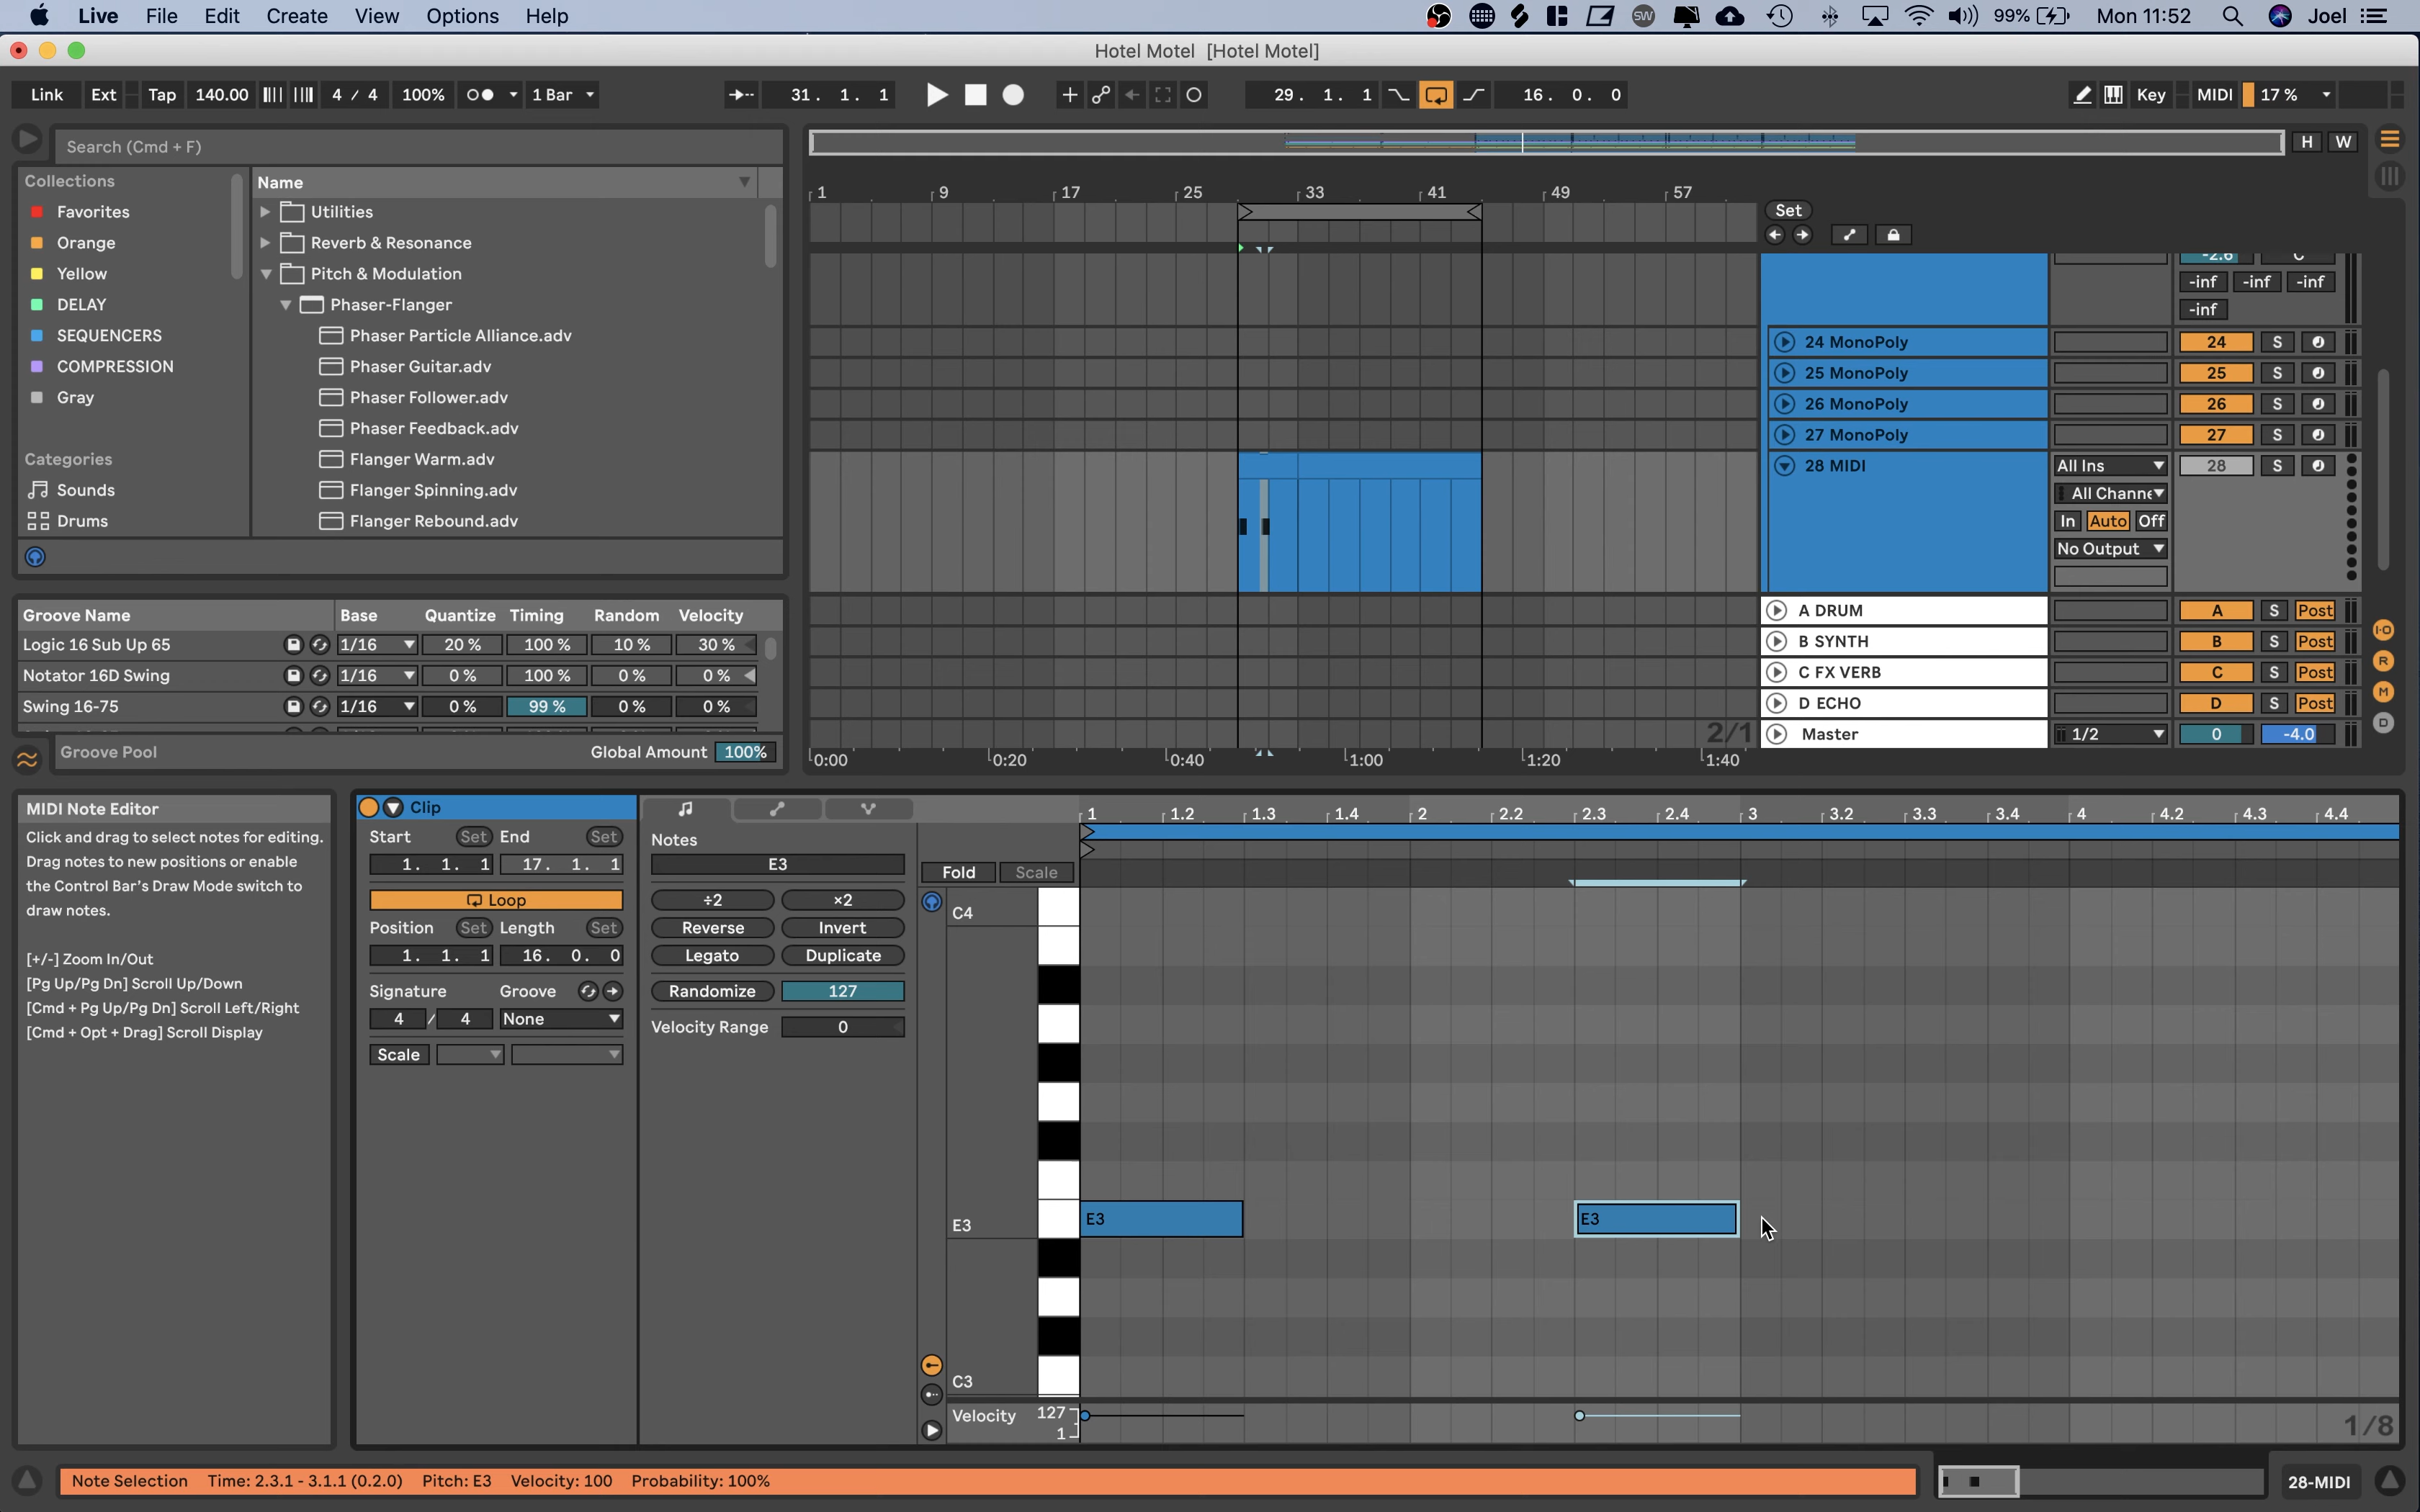 Live File Edit Create View Options Help SW 99% Mon 11:52 Joel
Hotel Motel [Hotel Motel]
Link Ext Tap 140.00 4 / 4 100% 1 Bar 31. 1. 1 29. 1. 1 16. 0. 0 Key MIDI 17 %
Search (Cmd + F)
H W
Collections
Favorites
Orange
Yellow
DELAY
SEQUENCERS
COMPRESSION
Gray
Categories
Sounds
Drums
Name
Utilities
Reverb & Resonance
Pitch & Modulation
Phaser-Flanger
Phaser Particle Alliance.adv
Phaser Guitar.adv
Phaser Follower.adv
Phaser Feedback.adv
Flanger Warm.adv
Flanger Spinning.adv
Flanger Rebound.adv
1 9 17 25 33 41 49 57
Set
-2.6 C
-inf -inf -inf
-inf
24 MonoPoly 24 S
25 MonoPoly 25 S
26 MonoPoly 26 S
27 MonoPoly 27 S
28 MIDI All Ins 28 S
All Channe
In Auto Off
No Output
A DRUM A S Post
B SYNTH B S Post
C FX VERB C S Post
D ECHO D S Post
2/1 Master 1/2 0 -4.0
I·O
R
M
D
0:00 0:20 0:40 1:00 1:20 1:40
Groove Name Base Quantize Timing Random Velocity
Logic 16 Sub Up 65 1/16 20 % 100 % 10 % 30 %
Notator 16D Swing 1/16 0 % 100 % 0 % 0 %
Swing 16-75 1/16 0 % 99 % 0 % 0 %
Groove Pool Global Amount 100%
MIDI Note Editor
Click and drag to select notes for editing.
Drag notes to new positions or enable
the Control Bar's Draw Mode switch to
draw notes.
[+/-] Zoom In/Out
[Pg Up/Pg Dn] Scroll Up/Down
[Cmd + Pg Up/Pg Dn] Scroll Left/Right
[Cmd + Opt + Drag] Scroll Display
Clip
Start Set End Set
1. 1. 1 17. 1. 1
Loop
Position Set Length Set
1. 1. 1 16. 0. 0
Signature Groove
4 / 4 None
Scale
Notes
E3
÷2 ×2
Reverse Invert
Legato Duplicate
Randomize 127
Velocity Range 0
1 1.2 1.3 1.4 2 2.2 2.3 2.4 3 3.2 3.3 3.4 4 4.2 4.3 4.4
Fold Scale
C4
E3 E3 E3
C3
Velocity 127
1
1/8
Note Selection Time: 2.3.1 - 3.1.1 (0.2.0) Pitch: E3 Velocity: 100 Probability: 100%
28-MIDI